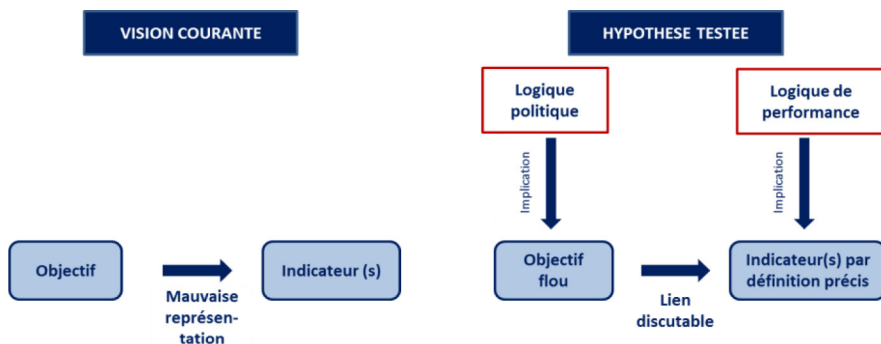 VISION COURANTE
Objectif
Mauvaise
représen-
tation
Indicateur (s)
HYPOTHESE TESTEE
Logique
politique
Logique de
performance
Implication
Implication
Objectif
flou
Lien
discutable
Indicateur(s) par
définition précis